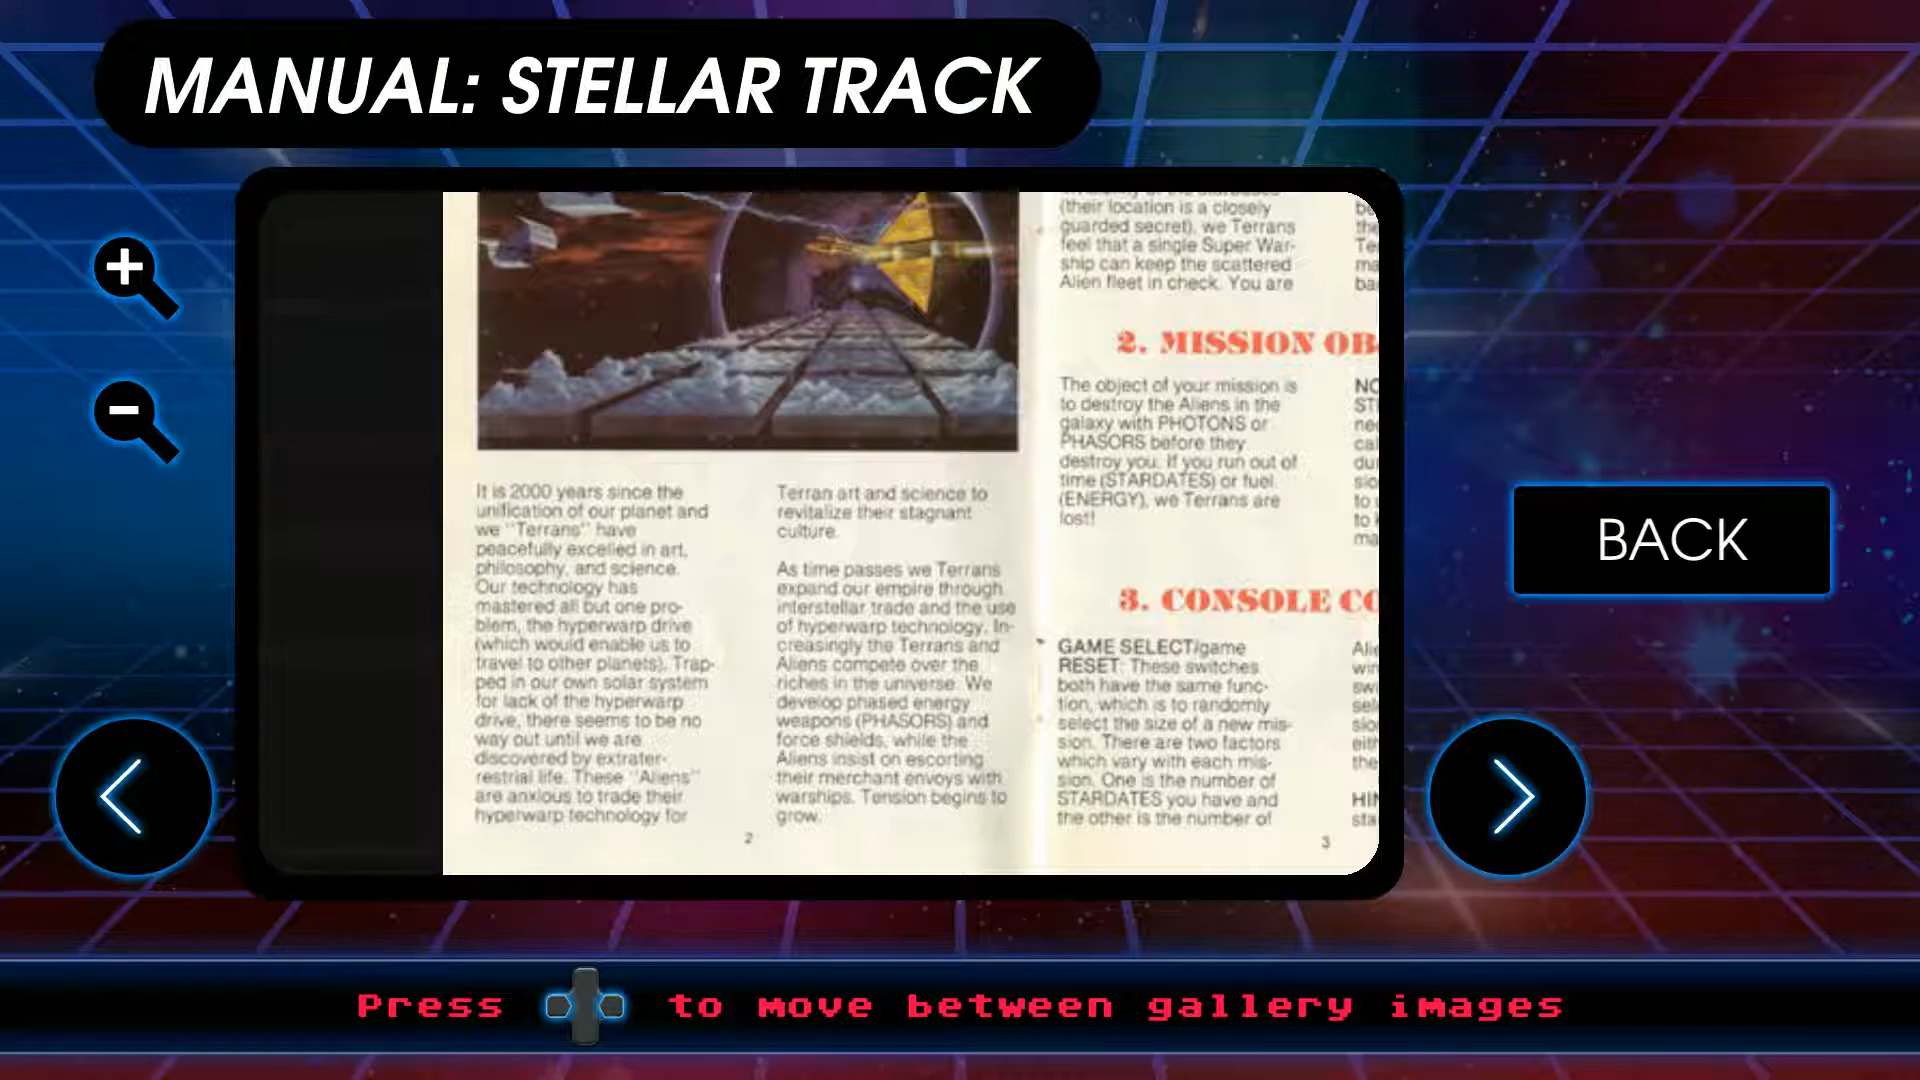 MANUAL: STELLAR TRACK
It is 2000 years since the
unification of our planet and
we "Terrans" have
peacefully excelled in art,
philosophy, and science.
Our technology has
mastered all but one pro-
blem, the hyperwarp drive
(which would enable us to
travel to other planets). Trap-
ped in our own solar system
for lack of the hyperwarp
drive, there seems to be no
way out until we are
discovered by extrater-
restrial life. These "Aliens"
are anxious to trade their
hyperwarp technology for
Terran art and science to
revitalize their stagnant
culture.
As time passes we Terrans
expand our empire through
interstellar trade and the use
of hyperwarp technology. In-
creasingly the Terrans and
Aliens compete over the
riches in the universe. We
develop phased energy
weapons (PHASORS) and
force shields, while the
Aliens insist on escorting
their merchant envoys with
warships. Tension begins to
grow.
2
(their location is a closely
guarded secret), we Terrans
feel that a single Super War-
ship can keep the scattered
Alien fleet in check. You are
2. MISSION OB
The object of your mission is
to destroy the Aliens in the
galaxy with PHOTONS or
PHASORS before they
destroy you. If you run out of
time (STARDATES) or fuel
(ENERGY), we Terrans are
lost!
3. CONSOLE CO
GAME SELECT/game
RESET: These switches
both have the same func-
tion, which is to randomly
select the size of a new mis-
sion. There are two factors
which vary with each mis-
sion. One is the number of
STARDATES you have and
the other is the number of
3
BACK
Press to move between gallery images